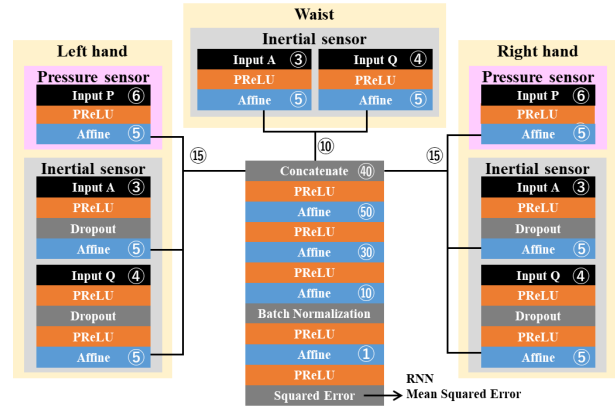 Waist
Inertial sensor
Input A ③
PReLU
Affine ⑤
Input Q ④
PReLU
Affine ⑤
Left hand
Pressure sensor
Input P ⑥
PReLU
Affine ⑤
Inertial sensor
Input A ③
PReLU
Dropout
Affine ⑤
Input Q ④
PReLU
Dropout
PReLU
Affine ⑤
⑮
⑩
⑮
Concatenate ㊵
PReLU
Affine ㊿
PReLU
Affine ㉚
PReLU
Affine ⑩
Batch Normalization
PReLU
Affine ①
PReLU
Squared Error
RNN
Mean Squared Error
Right hand
Pressure sensor
Input P ⑥
PReLU
Affine ⑤
Inertial sensor
Input A ③
PReLU
Dropout
Affine ⑤
Input Q ④
PReLU
Dropout
PReLU
Affine ⑤